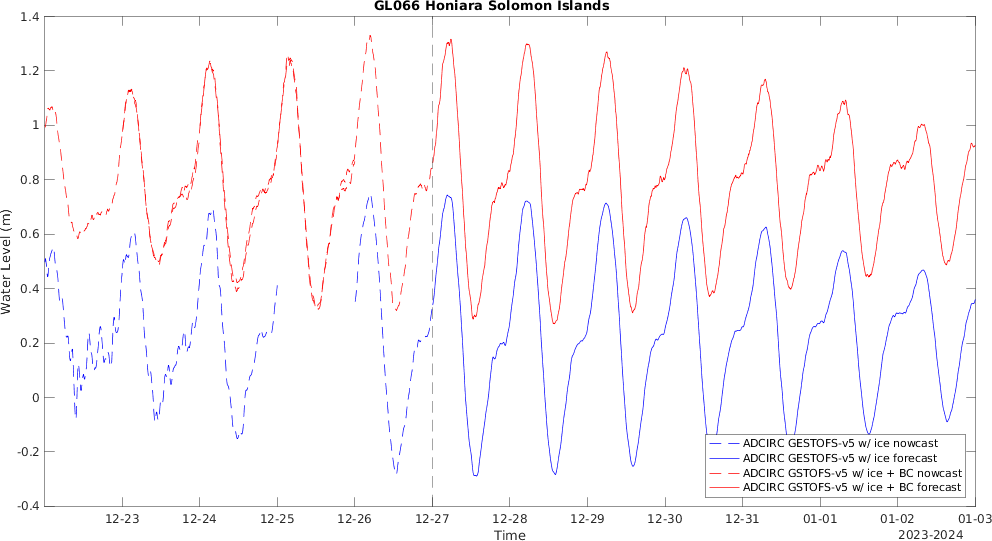 GL066 Honiara Solomon Islands
Water Level (m)
1.4
1.2
1
0.8
0.6
0.4
0.2
0
-0.2
-0.4
12-23 12-24 12-25 12-26 12-27 12-28 12-29 12-30 12-31 01-01 01-02 01-03
Time
2023-2024
ADCIRC GESTOFS-v5 w/ ice nowcast
ADCIRC GESTOFS-v5 w/ ice forecast
ADCIRC GSTOFS-v5 w/ ice + BC nowcast
ADCIRC GSTOFS-v5 w/ ice + BC forecast